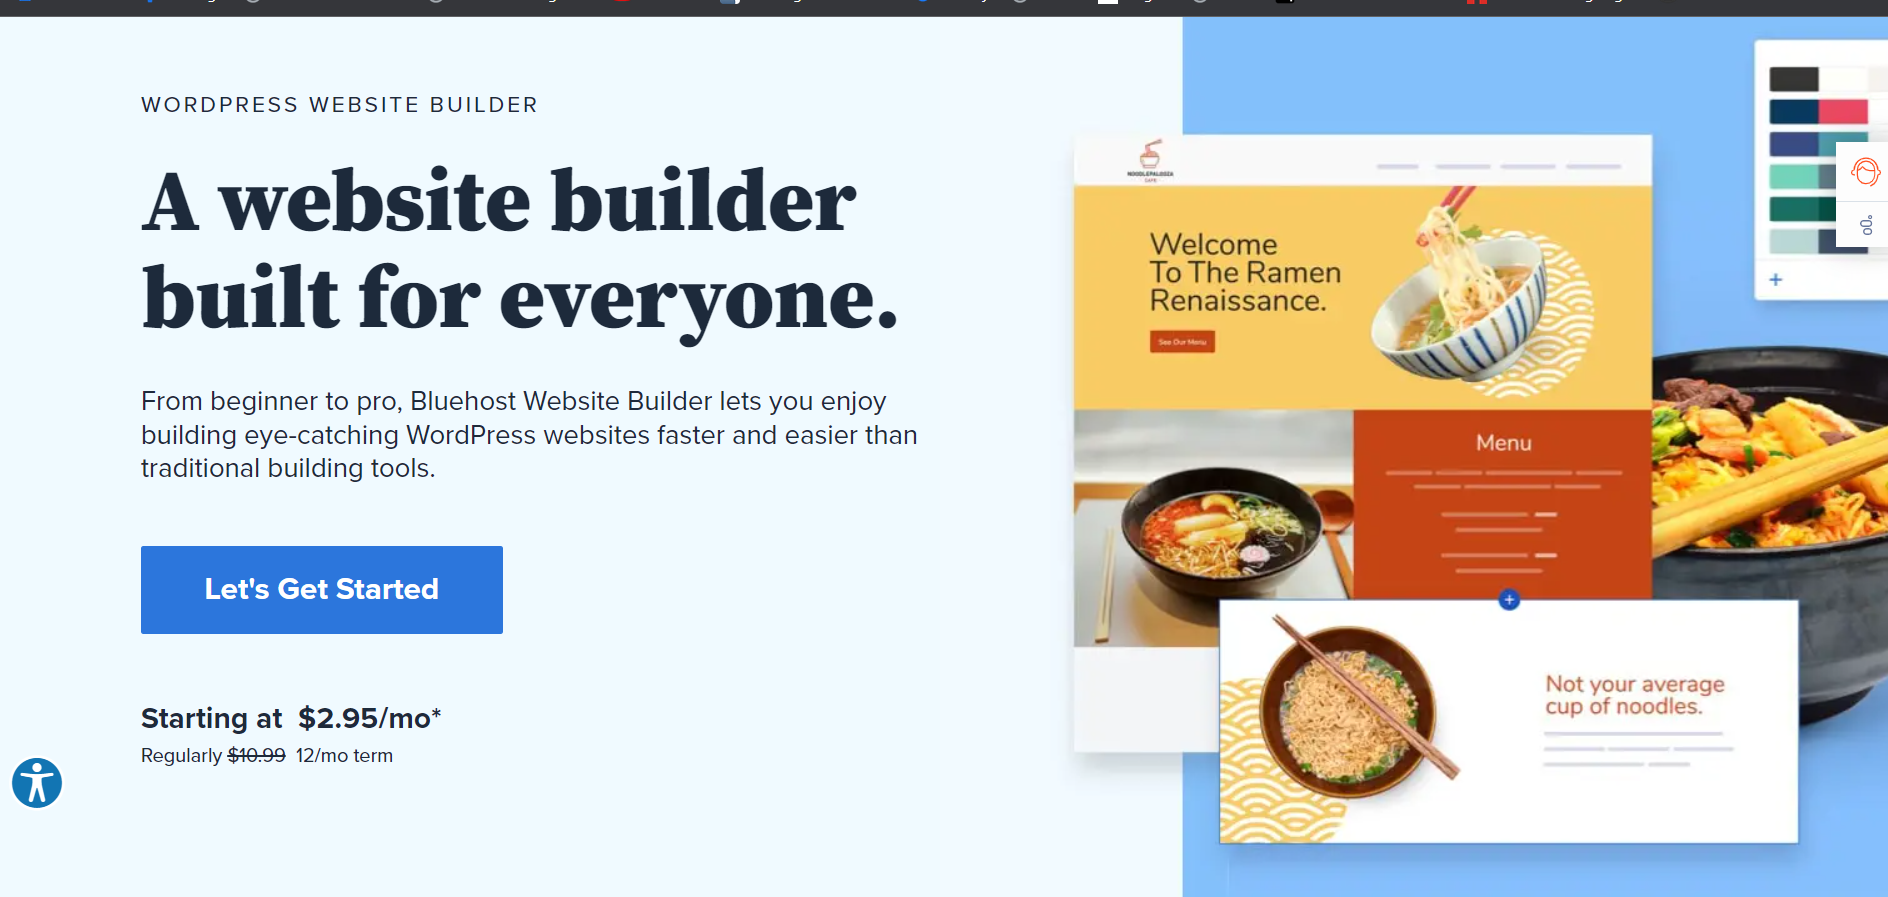 WORDPRESS WEBSITE BUILDER
A website builder
built for everyone.
From beginner to pro, Bluehost Website Builder lets you enjoy
building eye-catching WordPress websites faster and easier than
traditional building tools.
Let's Get Started
Starting at $2.95/mo*
Regularly $10.99 12/mo term
NOODLEPALOOZA
CAFE
Welcome
To The Ramen
Renaissance.
See Our Menu
Menu
Not your average
cup of noodles.